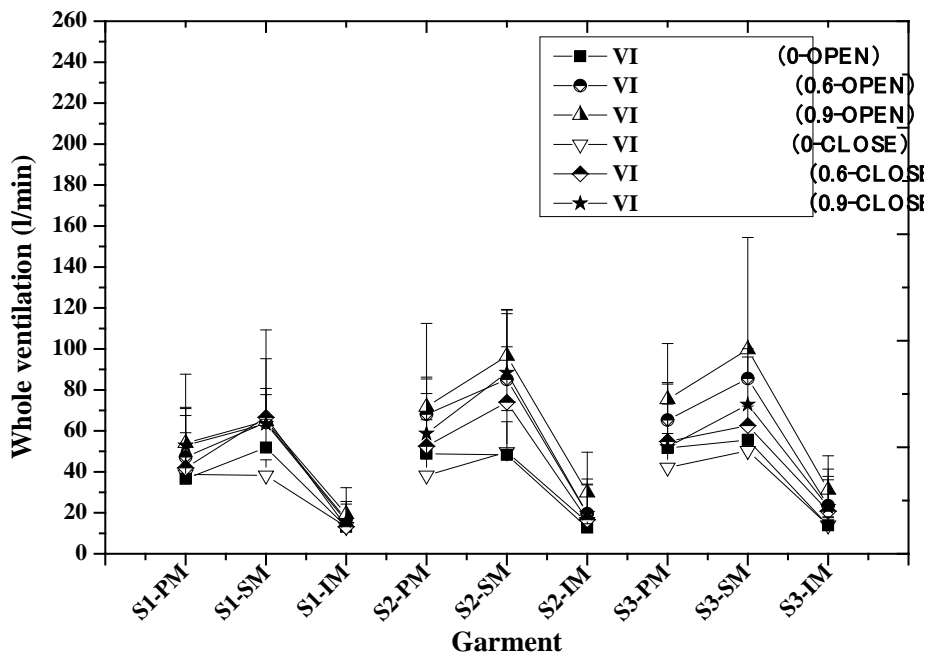 260
240
220
200
180
160
140
120
100
80
60
40
20
0
Whole ventilation (l/min)
VI (0-OPEN)
VI (0.6-OPEN)
VI (0.9-OPEN)
VI (0-CLOSE)
VI (0.6-CLOSE
VI (0.9-CLOSE
S1-PM
S1-SM
S1-IM
S2-PM
S2-SM
S2-IM
S3-PM
S3-SM
S3-IM
Garment